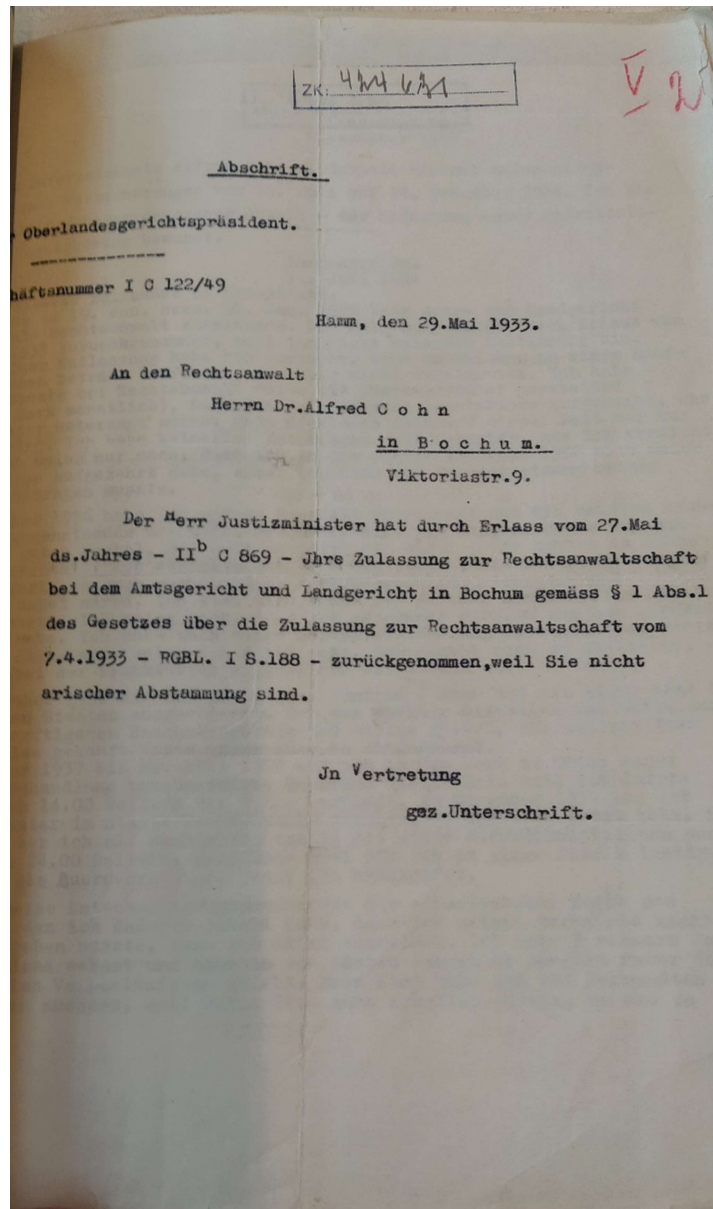 ZK: 424 631
V 2
Abschrift.
Oberlandesgerichtspräsident.
häftsnummer I C 122/49
Hamm, den 29.Mai 1933.
An den Rechtsanwalt
Herrn Dr.Alfred C o h n
in B o c h u m.
Viktoriastr.9.
Der Herr Justizminister hat durch Erlass vom 27.Mai
ds.Jahres - IIb C 869 - Jhre Zulassung zur Rechtsanwaltschaft
bei dem Amtsgericht und Landgericht in Bochum gemäss § 1 Abs.1
des Gesetzes über die Zulassung zur Rechtsanwaltschaft vom
7.4.1933 - RGBL. I S.188 - zurückgenommen,weil Sie nicht
arischer Abstammung sind.
Jn Vertretung
gez.Unterschrift.